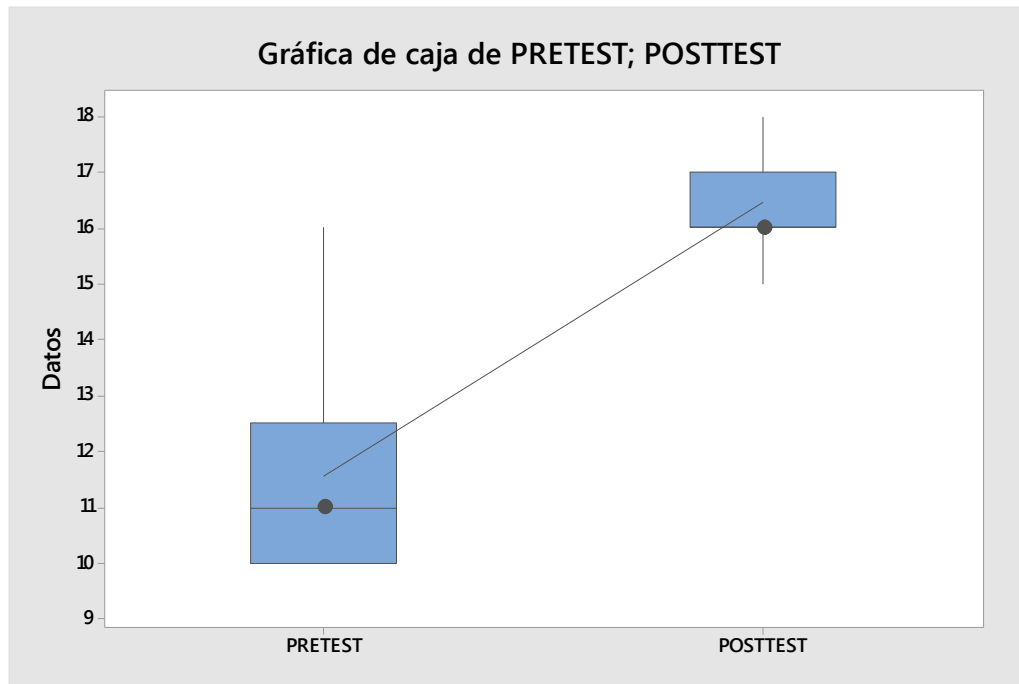 Gráfica de caja de PRETEST; POSTTEST
18
17
16
15
14
13
12
11
10
9
Datos
PRETEST
POSTTEST